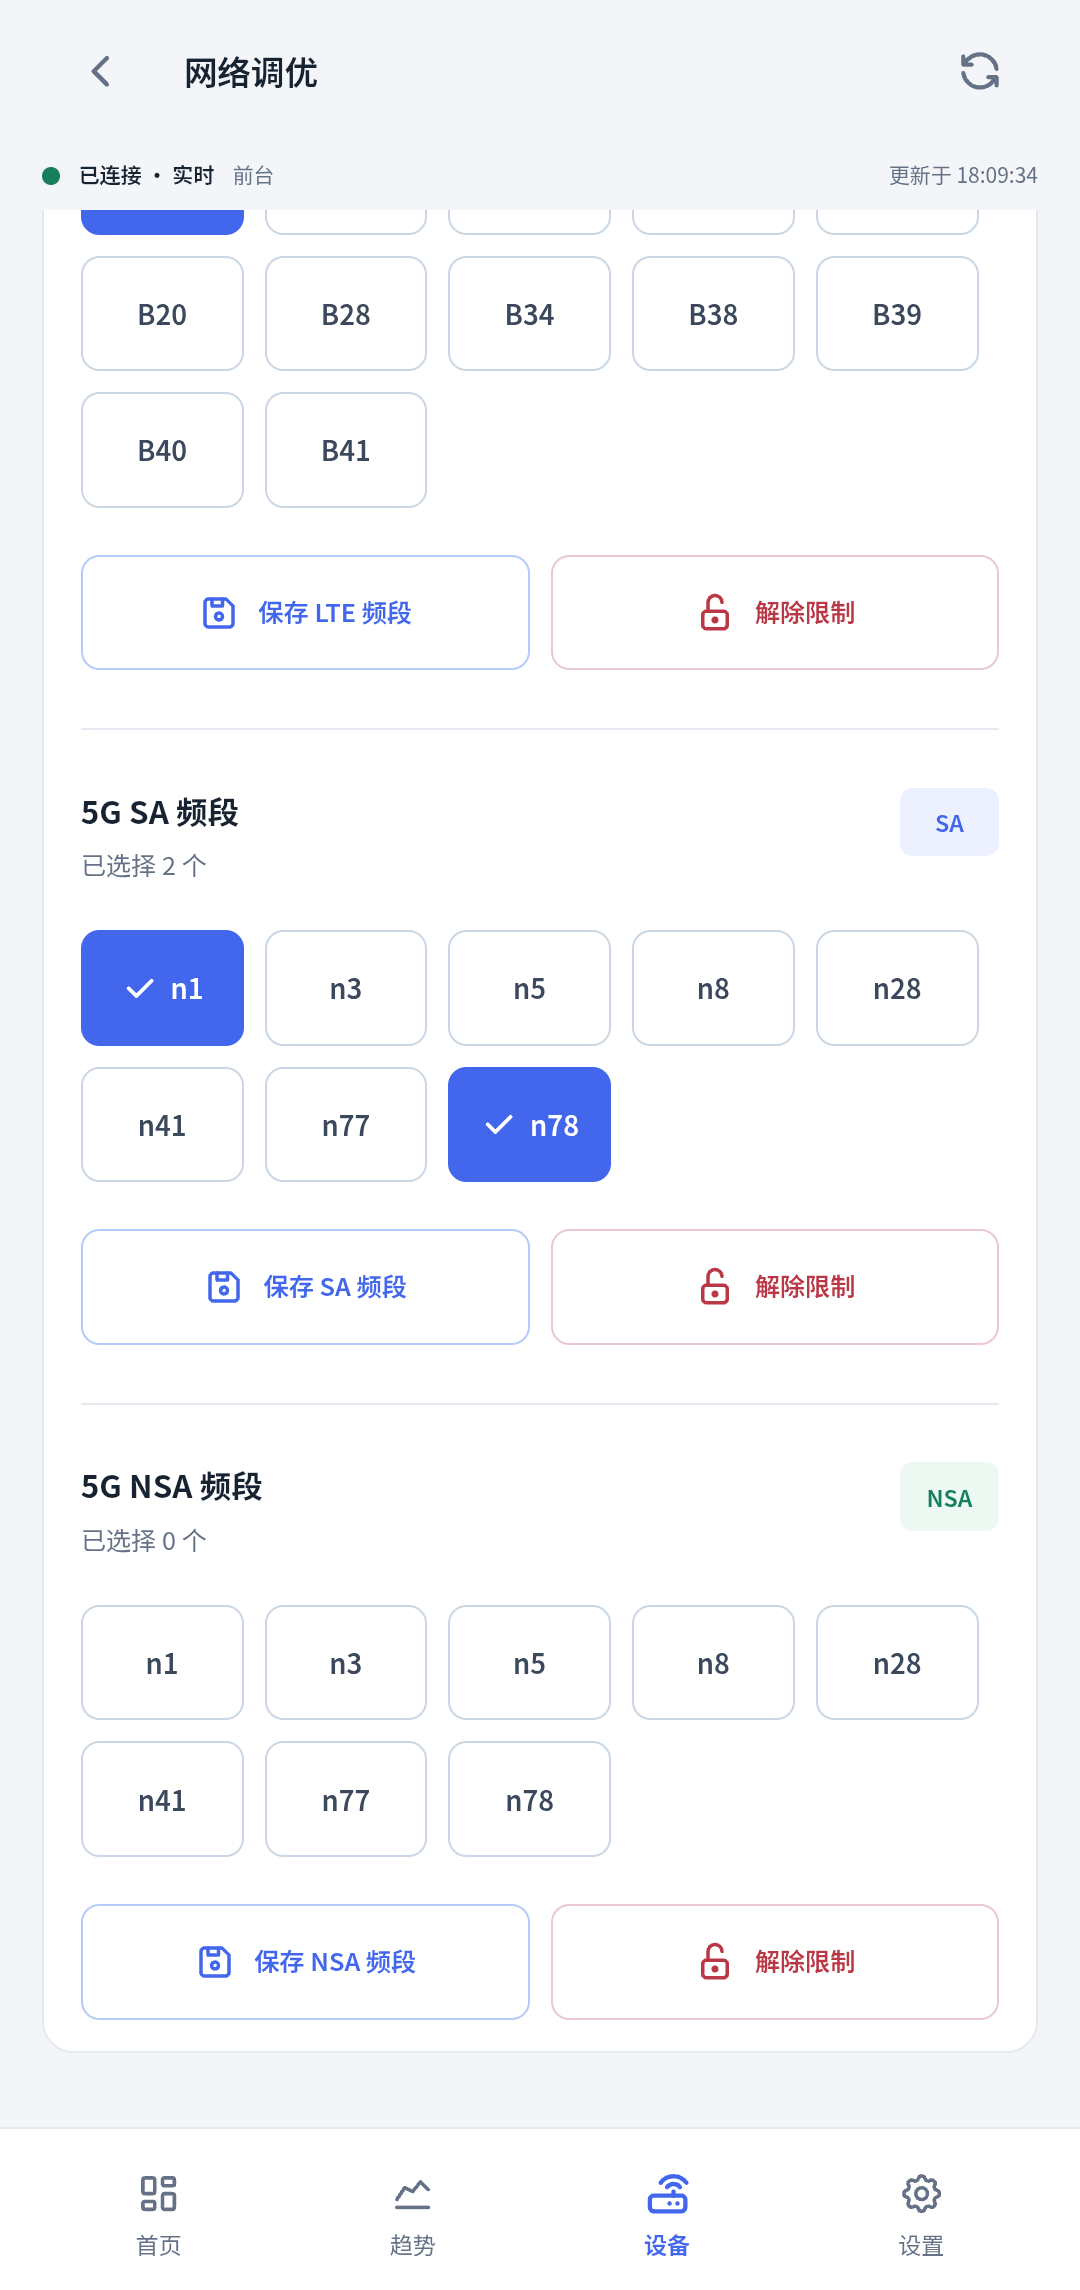 网络调优
已连接 • 实时 前台 更新于 18:09:34
B20 B28 B34 B38 B39
B40 B41
保存 LTE 频段 解除限制
5G SA 频段 SA
已选择 2 个
n1 n3 n5 n8 n28
n41 n77 n78
保存 SA 频段 解除限制
5G NSA 频段 NSA
已选择 0 个
n1 n3 n5 n8 n28
n41 n77 n78
保存 NSA 频段 解除限制
首页 趋势 设备 设置